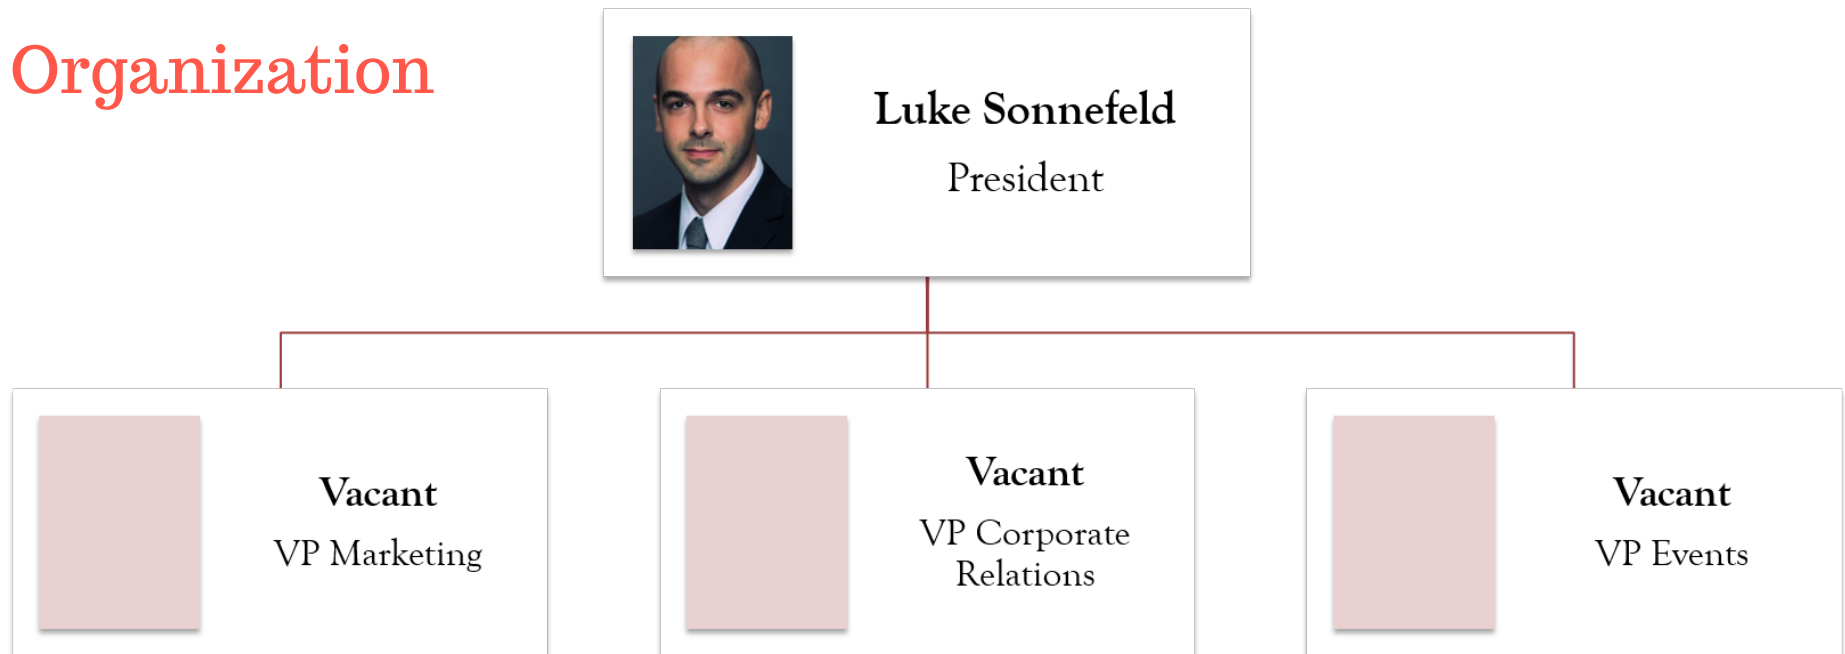 Organization
Luke Sonnefeld
President
Vacant
VP Marketing
Vacant
VP Corporate
Relations
Vacant
VP Events